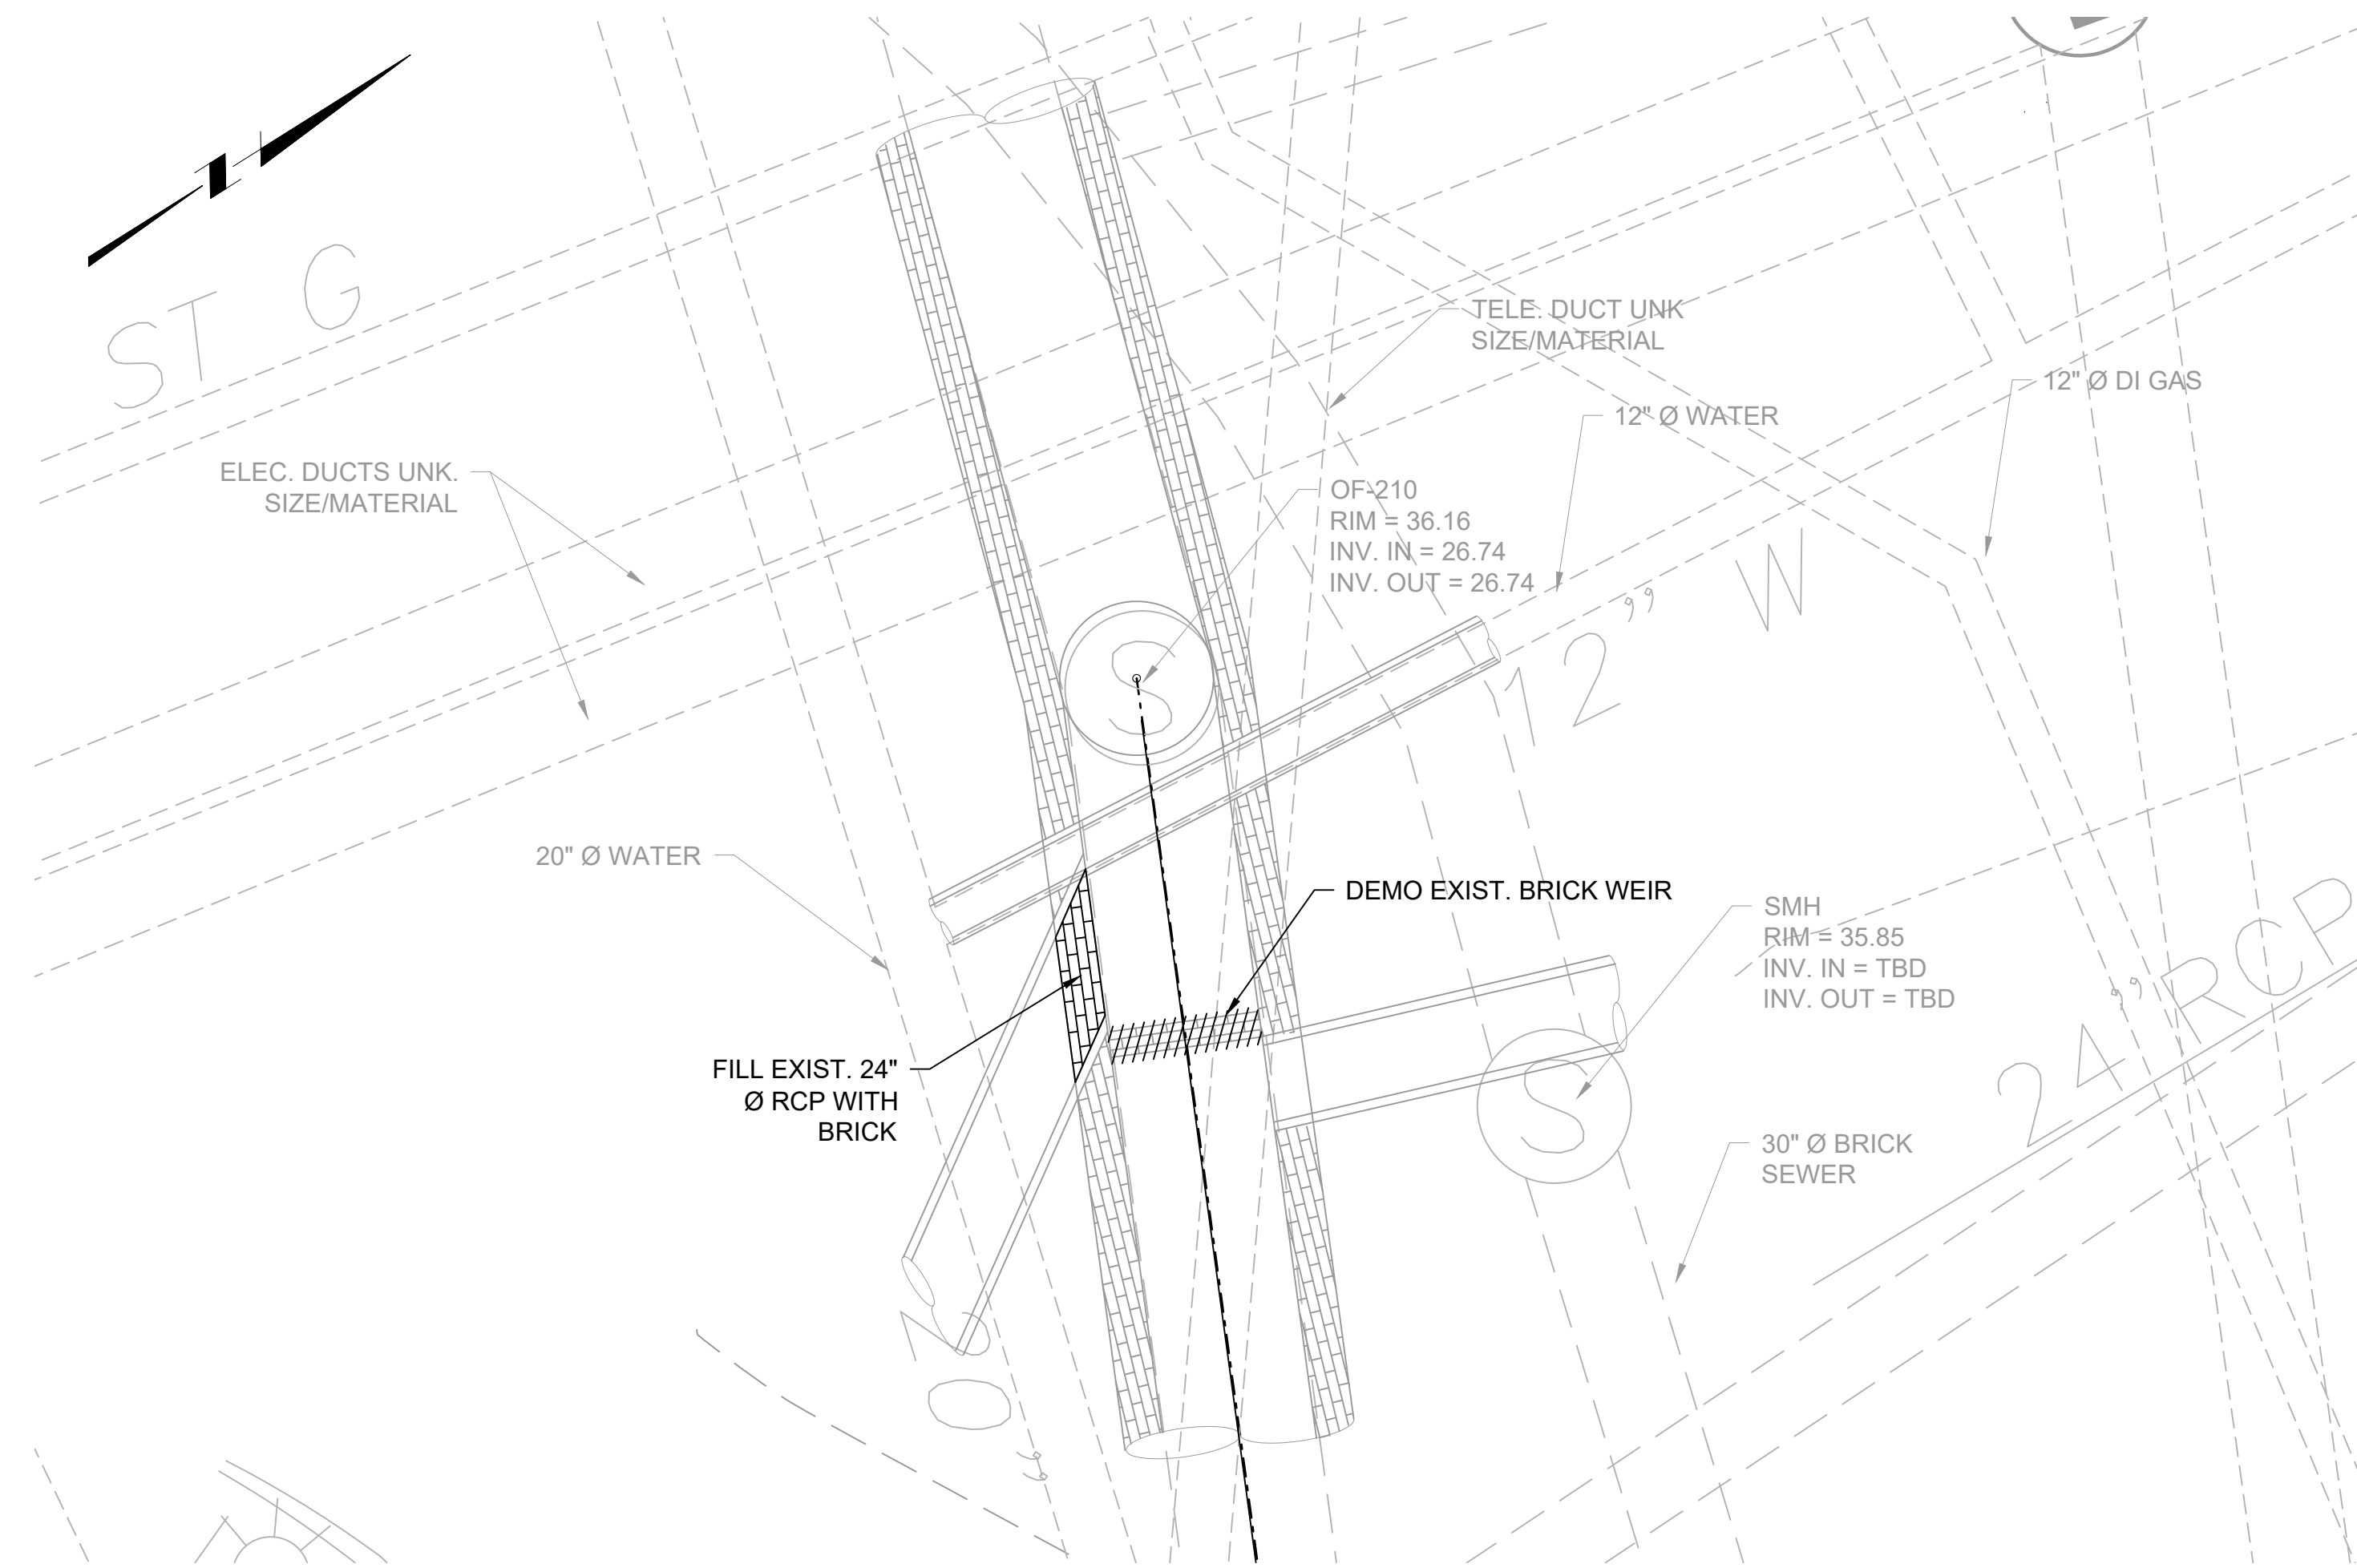 ST G
TELE. DUCT UNK
SIZE/MATERIAL
12" Ø DI GAS
12" Ø WATER
ELEC. DUCTS UNK.
SIZE/MATERIAL
OF-210
RIM = 36.16
INV. IN = 26.74
INV. OUT = 26.74
S
12" W
20" Ø WATER
DEMO EXIST. BRICK WEIR
SMH
RIM = 35.85
INV. IN = TBD
INV. OUT = TBD
24" RCP
FILL EXIST. 24"
Ø RCP WITH
BRICK
S
30" Ø BRICK
SEWER
20"